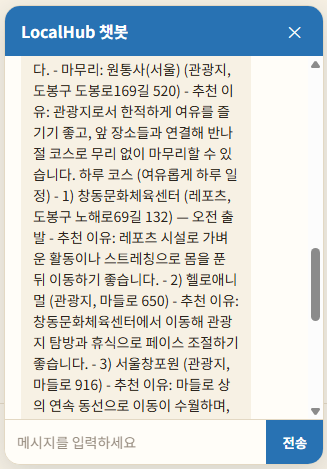 LocalHub 챗봇
다. - 마무리: 원통사(서울) (관광지,
도봉구 도봉로169길 520) - 추천 이
유: 관광지로서 한적하게 여유를 즐
기기 좋고, 앞 장소들과 연결해 반나
절 코스로 무리 없이 마무리할 수 있
습니다. 하루 코스 (여유롭게 하루 일
정) - 1) 창동문화체육센터 (레포츠,
도봉구 노해로69길 132) — 오전 출
발 - 추천 이유: 레포츠 시설로 가벼
운 활동이나 스트레칭으로 몸을 푼
뒤 이동하기 좋습니다. - 2) 헬로애니
멀 (관광지, 마들로 650) - 추천 이유:
창동문화체육센터에서 이동해 관광
지 탐방과 휴식으로 페이스 조절하기
좋습니다. - 3) 서울창포원 (관광지,
마들로 916) - 추천 이유: 마들로 상
의 연속 동선으로 이동이 수월하며,
메시지를 입력하세요
전송